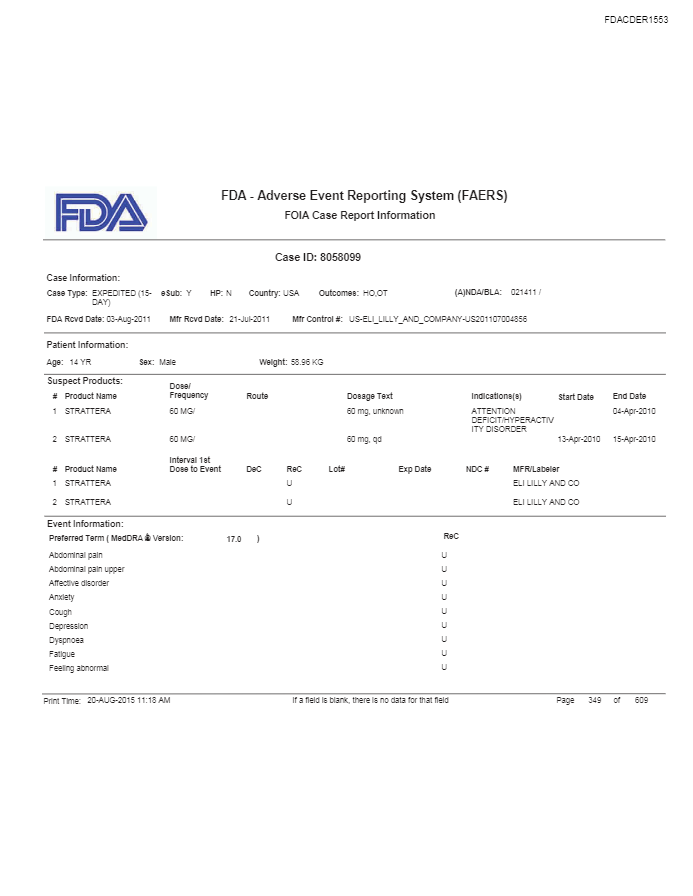 FDACDER1553
FDA
FDA - Adverse Event Reporting System (FAERS)
FOIA Case Report Information
Case ID: 8058099
Case Information:
Case Type: EXPEDITED (15-DAY) eSub: Y HP: N Country: USA Outcomes: HO,OT (A)NDA/BLA: 021411 /
FDA Rcvd Date: 03-Aug-2011 Mfr Rcvd Date: 21-Jul-2011 Mfr Control #: US-ELI_LILLY_AND_COMPANY-US201107004856
Patient Information:
Age: 14 YR Sex: Male Weight: 58.96 KG
Suspect Products:
# Product Name Dose/Frequency Route Dosage Text Indications(s) Start Date End Date
1 STRATTERA 60 MG/ 60 mg, unknown ATTENTION DEFICIT/HYPERACTIVITY DISORDER 04-Apr-2010
2 STRATTERA 60 MG/ 60 mg, qd 13-Apr-2010 15-Apr-2010
# Product Name Interval 1st Dose to Event DeC ReC Lot# Exp Date NDC # MFR/Labeler
1 STRATTERA U ELI LILLY AND CO
2 STRATTERA U ELI LILLY AND CO
Event Information:
Preferred Term ( MedDRA Version: 17.0 ) ReC
Abdominal pain U
Abdominal pain upper U
Affective disorder U
Anxiety U
Cough U
Depression U
Dyspnoea U
Fatigue U
Feeling abnormal U
Print Time: 20-AUG-2015 11:18 AM If a field is blank, there is no data for that field Page 349 of 609